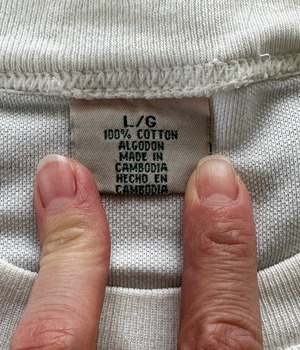 L/G
100% COTTON
ALGODON
MADE IN
CAMBODIA
HECHO EN
CAMBODIA